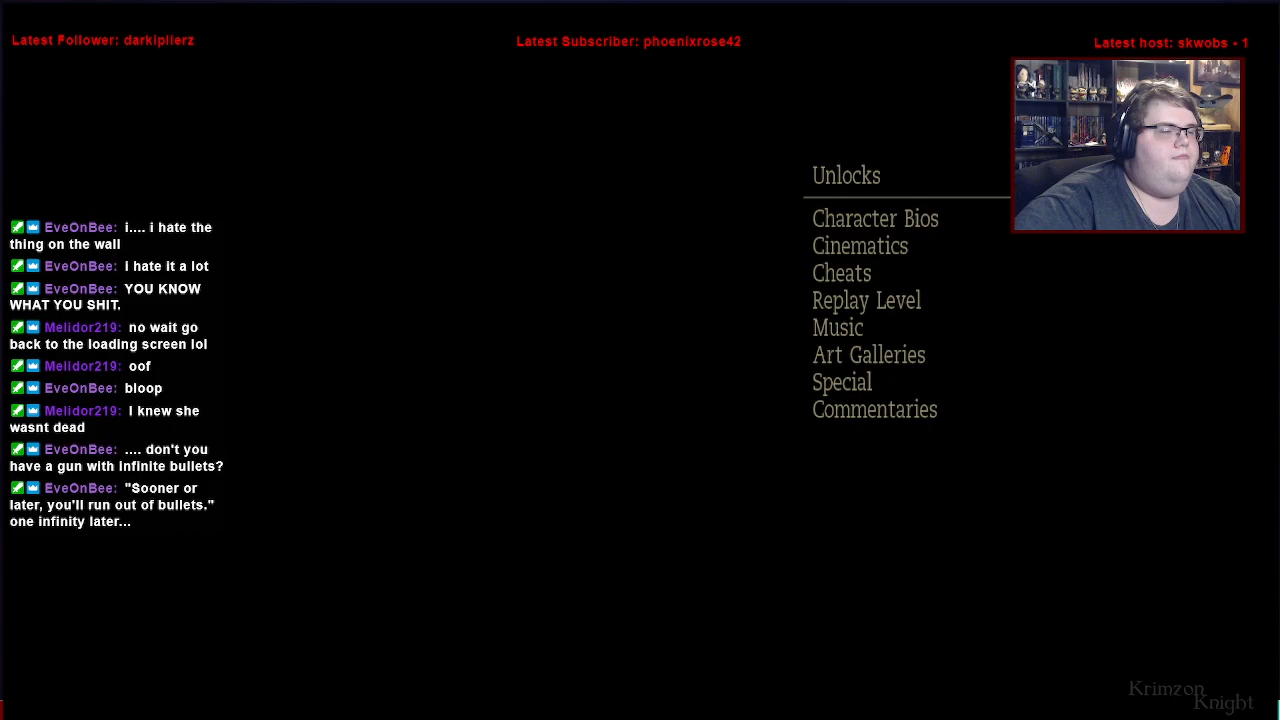 Latest Follower: darkiplierz
Latest Subscriber: phoenixrose42
Latest host: skwobs - 1
Unlocks
Character Bios
Cinematics
Cheats
Replay Level
Music
Art Galleries
Special
Commentaries
EveOnBee: i.... i hate the
thing on the wall
EveOnBee: i hate it a lot
EveOnBee: YOU KNOW
WHAT YOU SHIT.
Melidor219: no wait go
back to the loading screen lol
Melidor219: oof
EveOnBee: bloop
Melidor219: I knew she
wasnt dead
EveOnBee: .... don't you
have a gun with infinite bullets?
EveOnBee: "Sooner or
later, you'll run out of bullets."
one infinity later...
Krimzon
Knight